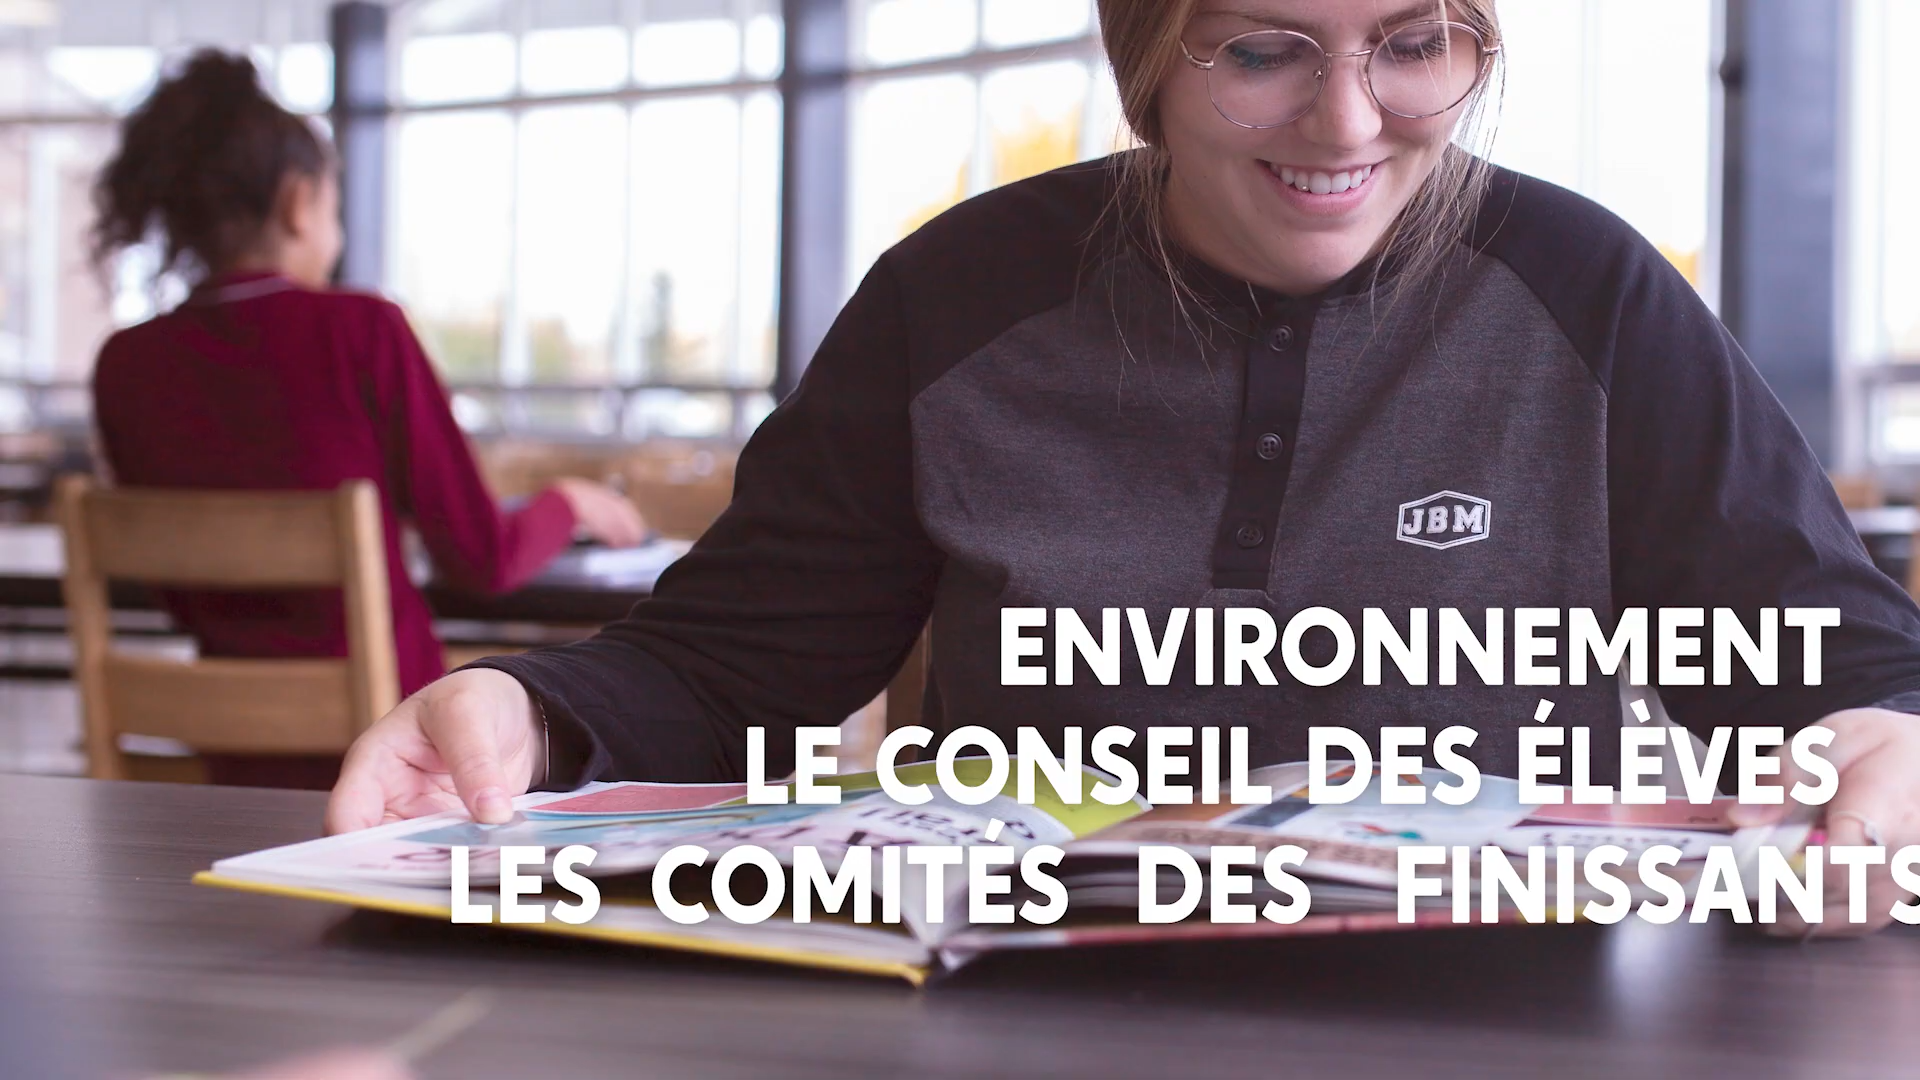 JBM
ENVIRONNEMENT
LE CONSEIL DES ÉLÈVES
LES COMITÉS DES FINISSANTS